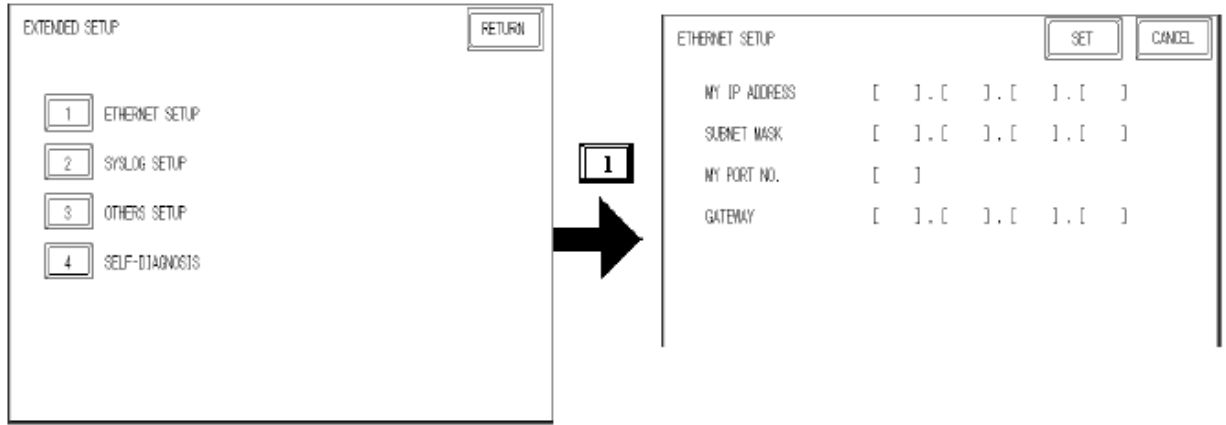 EXTENDED SETUP
RETURN
1 ETHERNET SETUP
2 SYSLOG SETUP
3 OTHERS SETUP
4 SELF-DIAGNOSIS
1
ETHERNET SETUP
SET
CANCEL
MY IP ADDRESS [ ].[ ].[ ].[ ]
SUBNET MASK [ ].[ ].[ ].[ ]
MY PORT NO. [ ]
GATEWAY [ ].[ ].[ ].[ ]